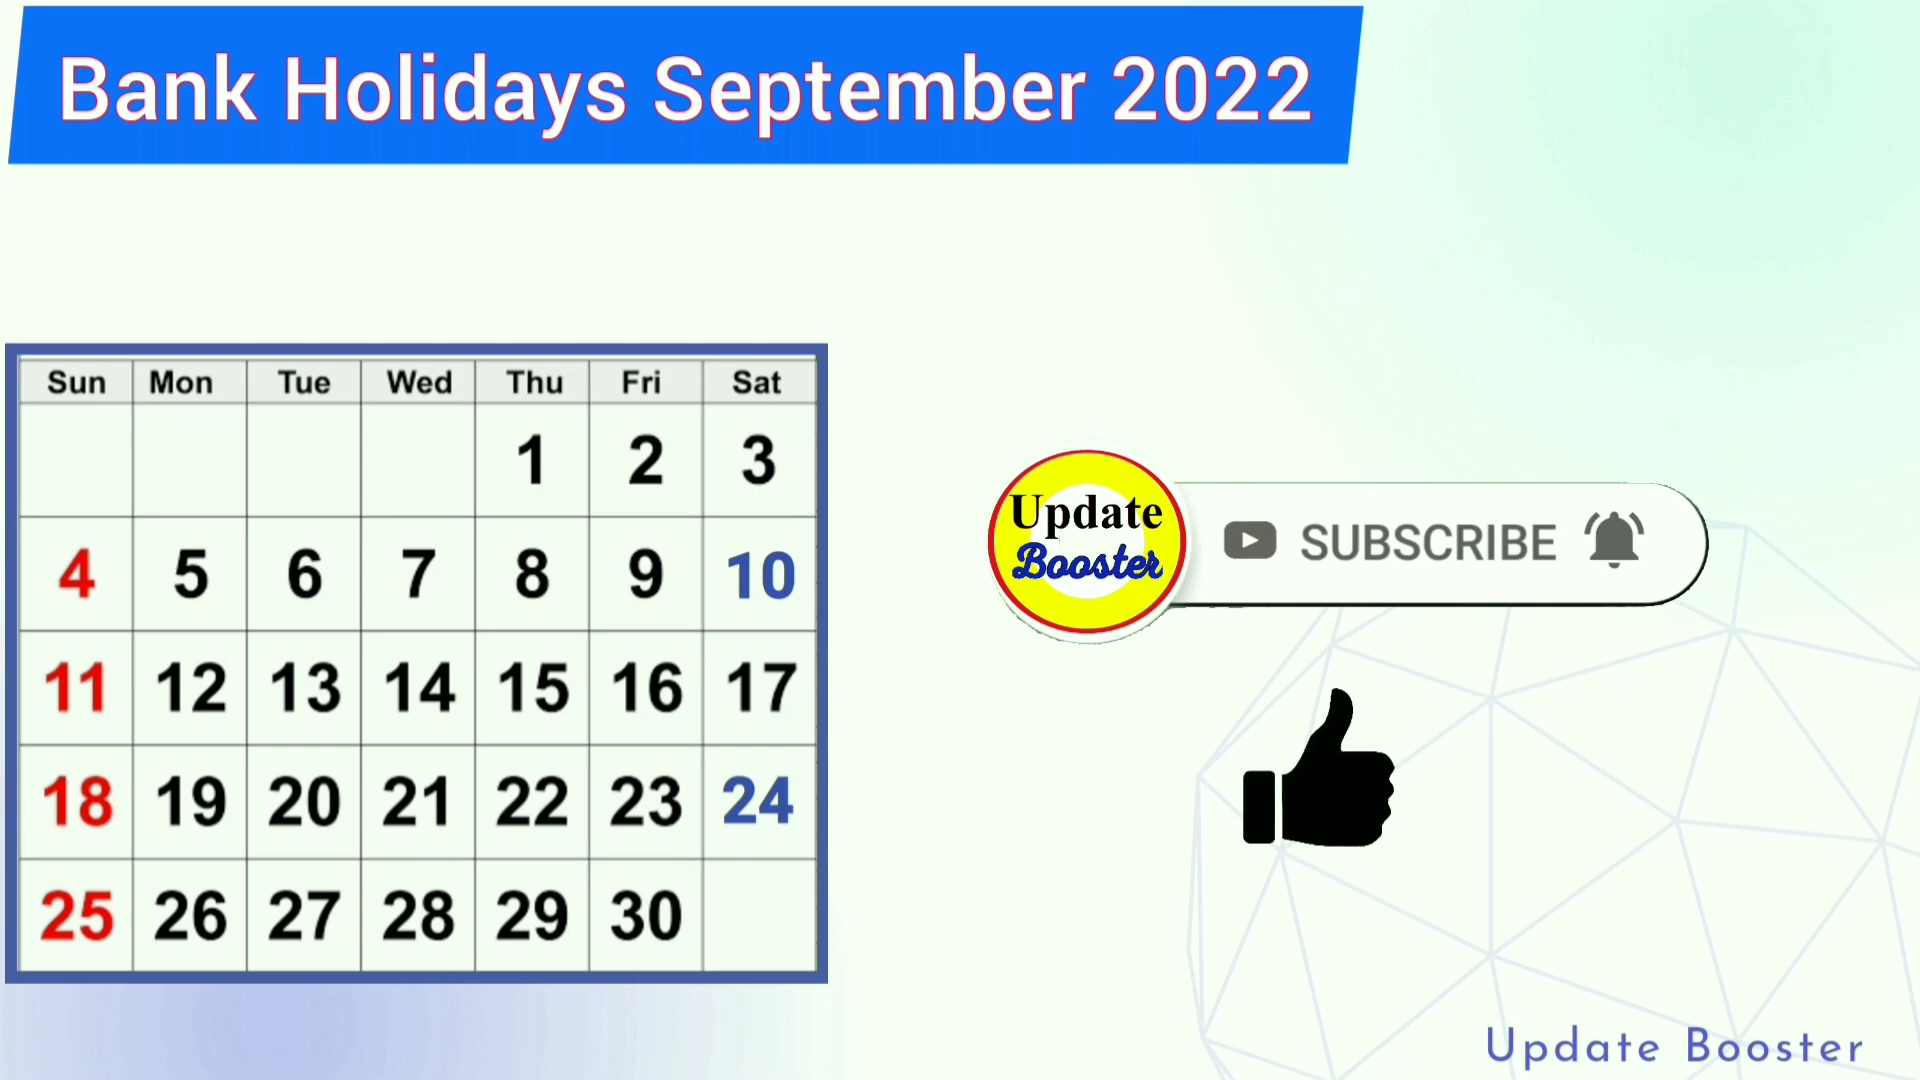 Bank Holidays September 2022
Sun Mon Tue Wed Thu Fri Sat
1 2 3
4 5 6 7 8 9 10
11 12 13 14 15 16 17
18 19 20 21 22 23 24
25 26 27 28 29 30
Update
Booster
SUBSCRIBE
Update Booster